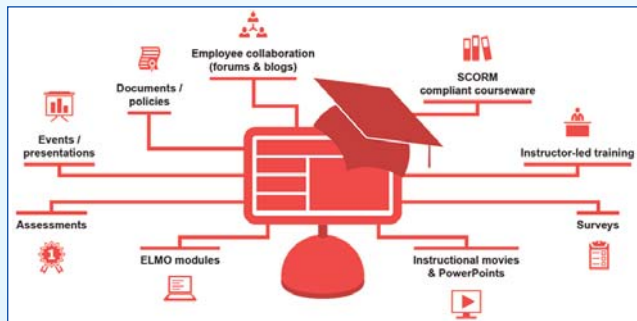 Employee collaboration
(forums & blogs)
SCORM
compliant courseware
Documents /
policies
Events /
presentations
Instructor-led training
Assessments
1
Surveys
ELMO modules
Instructional movies
& PowerPoints